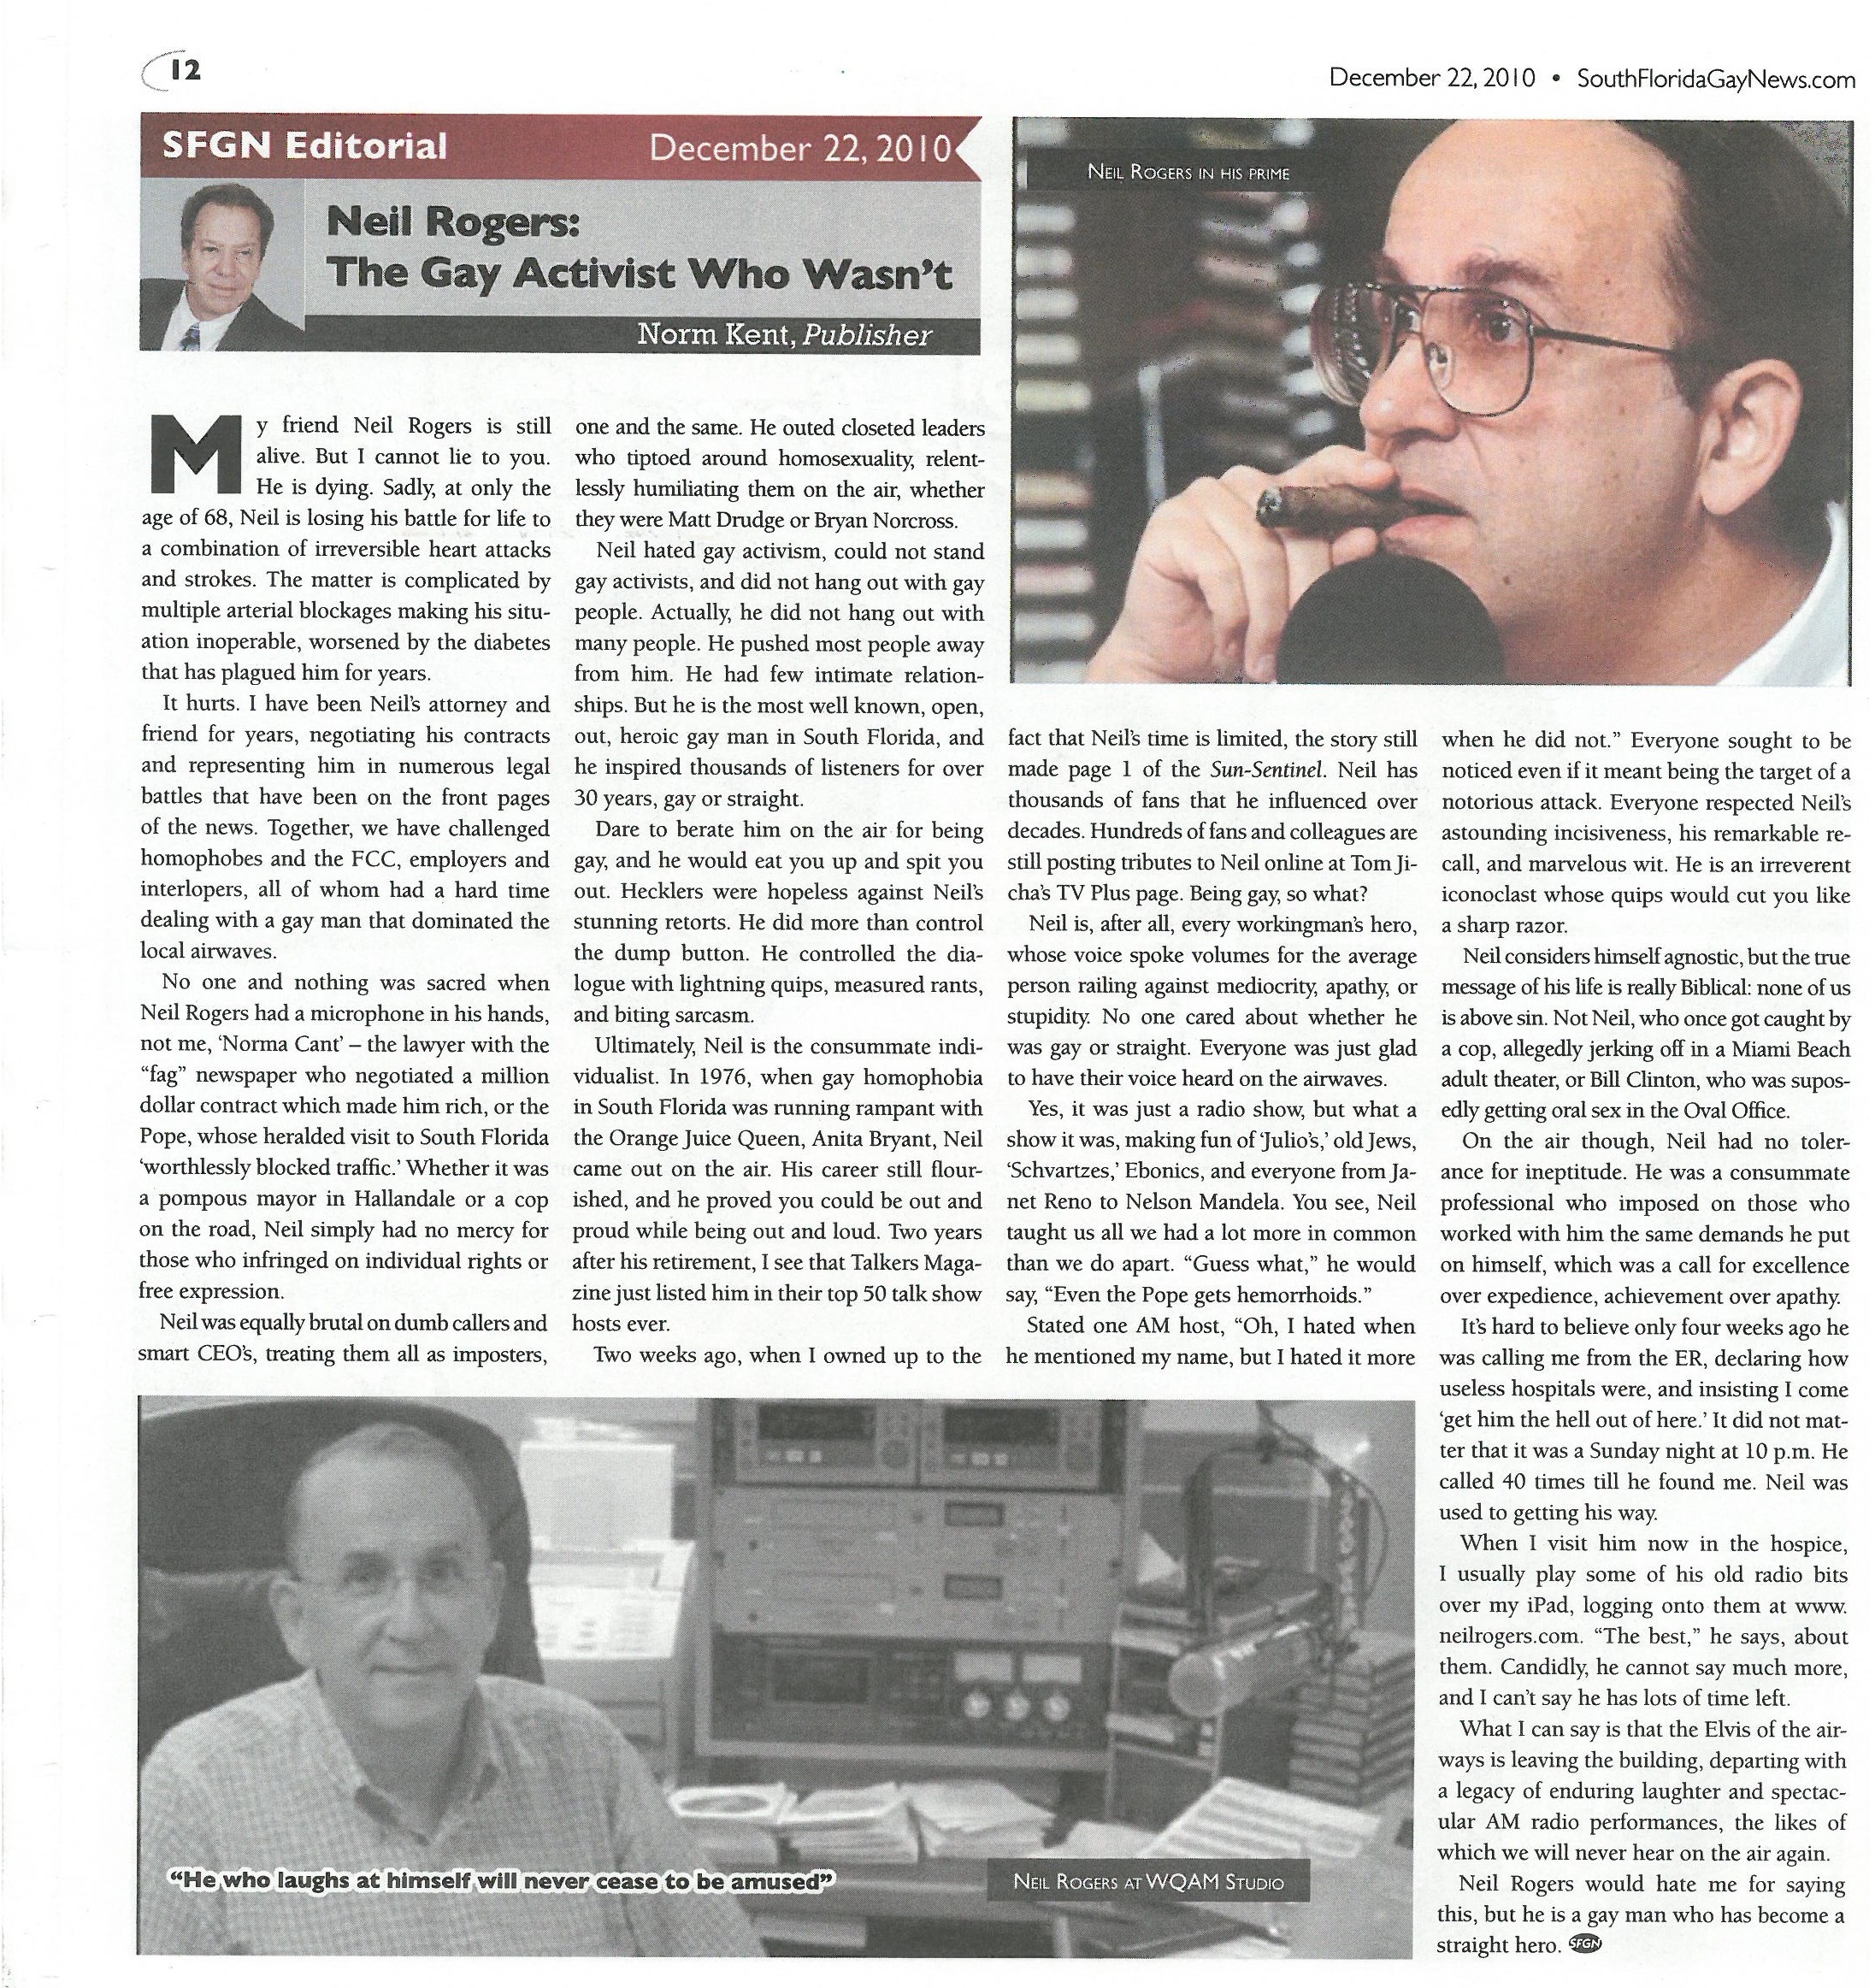 12
December 22, 2010 • SouthFloridaGayNews.com
SFGN Editorial
December 22, 2010
Neil Rogers:
The Gay Activist Who Wasn't
Norm Kent, Publisher
NEIL ROGERS IN HIS PRIME
My friend Neil Rogers is still
alive. But I cannot lie to you.
He is dying. Sadly, at only the
age of 68, Neil is losing his battle for life to
a combination of irreversible heart attacks
and strokes. The matter is complicated by
multiple arterial blockages making his situ-
ation inoperable, worsened by the diabetes
that has plagued him for years.
It hurts. I have been Neil's attorney and
friend for years, negotiating his contracts
and representing him in numerous legal
battles that have been on the front pages
of the news. Together, we have challenged
homophobes and the FCC, employers and
interlopers, all of whom had a hard time
dealing with a gay man that dominated the
local airwaves.
No one and nothing was sacred when
Neil Rogers had a microphone in his hands,
not me, 'Norma Cant' – the lawyer with the
"fag" newspaper who negotiated a million
dollar contract which made him rich, or the
Pope, whose heralded visit to South Florida
'worthlessly blocked traffic.' Whether it was
a pompous mayor in Hallandale or a cop
on the road, Neil simply had no mercy for
those who infringed on individual rights or
free expression.
Neil was equally brutal on dumb callers and
smart CEO's, treating them all as imposters,
one and the same. He outed closeted leaders
who tiptoed around homosexuality, relent-
lessly humiliating them on the air, whether
they were Matt Drudge or Bryan Norcross.
Neil hated gay activism, could not stand
gay activists, and did not hang out with gay
people. Actually, he did not hang out with
many people. He pushed most people away
from him. He had few intimate relation-
ships. But he is the most well known, open,
out, heroic gay man in South Florida, and
he inspired thousands of listeners for over
30 years, gay or straight.
Dare to berate him on the air for being
gay, and he would eat you up and spit you
out. Hecklers were hopeless against Neil's
stunning retorts. He did more than control
the dump button. He controlled the dia-
logue with lightning quips, measured rants,
and biting sarcasm.
Ultimately, Neil is the consummate indi-
vidualist. In 1976, when gay homophobia
in South Florida was running rampant with
the Orange Juice Queen, Anita Bryant, Neil
came out on the air. His career still flour-
ished, and he proved you could be out and
proud while being out and loud. Two years
after his retirement, I see that Talkers Maga-
zine just listed him in their top 50 talk show
hosts ever.
Two weeks ago, when I owned up to the
fact that Neil's time is limited, the story still
made page 1 of the Sun-Sentinel. Neil has
thousands of fans that he influenced over
decades. Hundreds of fans and colleagues are
still posting tributes to Neil online at Tom Ji-
cha's TV Plus page. Being gay, so what?
Neil is, after all, every workingman's hero,
whose voice spoke volumes for the average
person railing against mediocrity, apathy, or
stupidity. No one cared about whether he
was gay or straight. Everyone was just glad
to have their voice heard on the airwaves.
Yes, it was just a radio show, but what a
show it was, making fun of 'Julio's,' old Jews,
'Schvartzes,' Ebonics, and everyone from Ja-
net Reno to Nelson Mandela. You see, Neil
taught us all we had a lot more in common
than we do apart. "Guess what," he would
say, "Even the Pope gets hemorrhoids."
Stated one AM host, "Oh, I hated when
he mentioned my name, but I hated it more
when he did not." Everyone sought to be
noticed even if it meant being the target of a
notorious attack. Everyone respected Neil's
astounding incisiveness, his remarkable re-
call, and marvelous wit. He is an irreverent
iconoclast whose quips would cut you like
a sharp razor.
Neil considers himself agnostic, but the true
message of his life is really Biblical: none of us
is above sin. Not Neil, who once got caught by
a cop, allegedly jerking off in a Miami Beach
adult theater, or Bill Clinton, who was supos-
edly getting oral sex in the Oval Office.
On the air though, Neil had no toler-
ance for ineptitude. He was a consummate
professional who imposed on those who
worked with him the same demands he put
on himself, which was a call for excellence
over expedience, achievement over apathy.
It's hard to believe only four weeks ago he
was calling me from the ER, declaring how
useless hospitals were, and insisting I come
'get him the hell out of here.' It did not mat-
ter that it was a Sunday night at 10 p.m. He
called 40 times till he found me. Neil was
used to getting his way.
When I visit him now in the hospice,
I usually play some of his old radio bits
over my iPad, logging onto them at www.
neilrogers.com. "The best," he says, about
them. Candidly, he cannot say much more,
and I can't say he has lots of time left.
What I can say is that the Elvis of the air-
ways is leaving the building, departing with
a legacy of enduring laughter and spectac-
ular AM radio performances, the likes of
which we will never hear on the air again.
Neil Rogers would hate me for saying
this, but he is a gay man who has become a
straight hero. SFGN
"He who laughs at himself will never cease to be amused"
NEIL ROGERS AT WQAM STUDIO